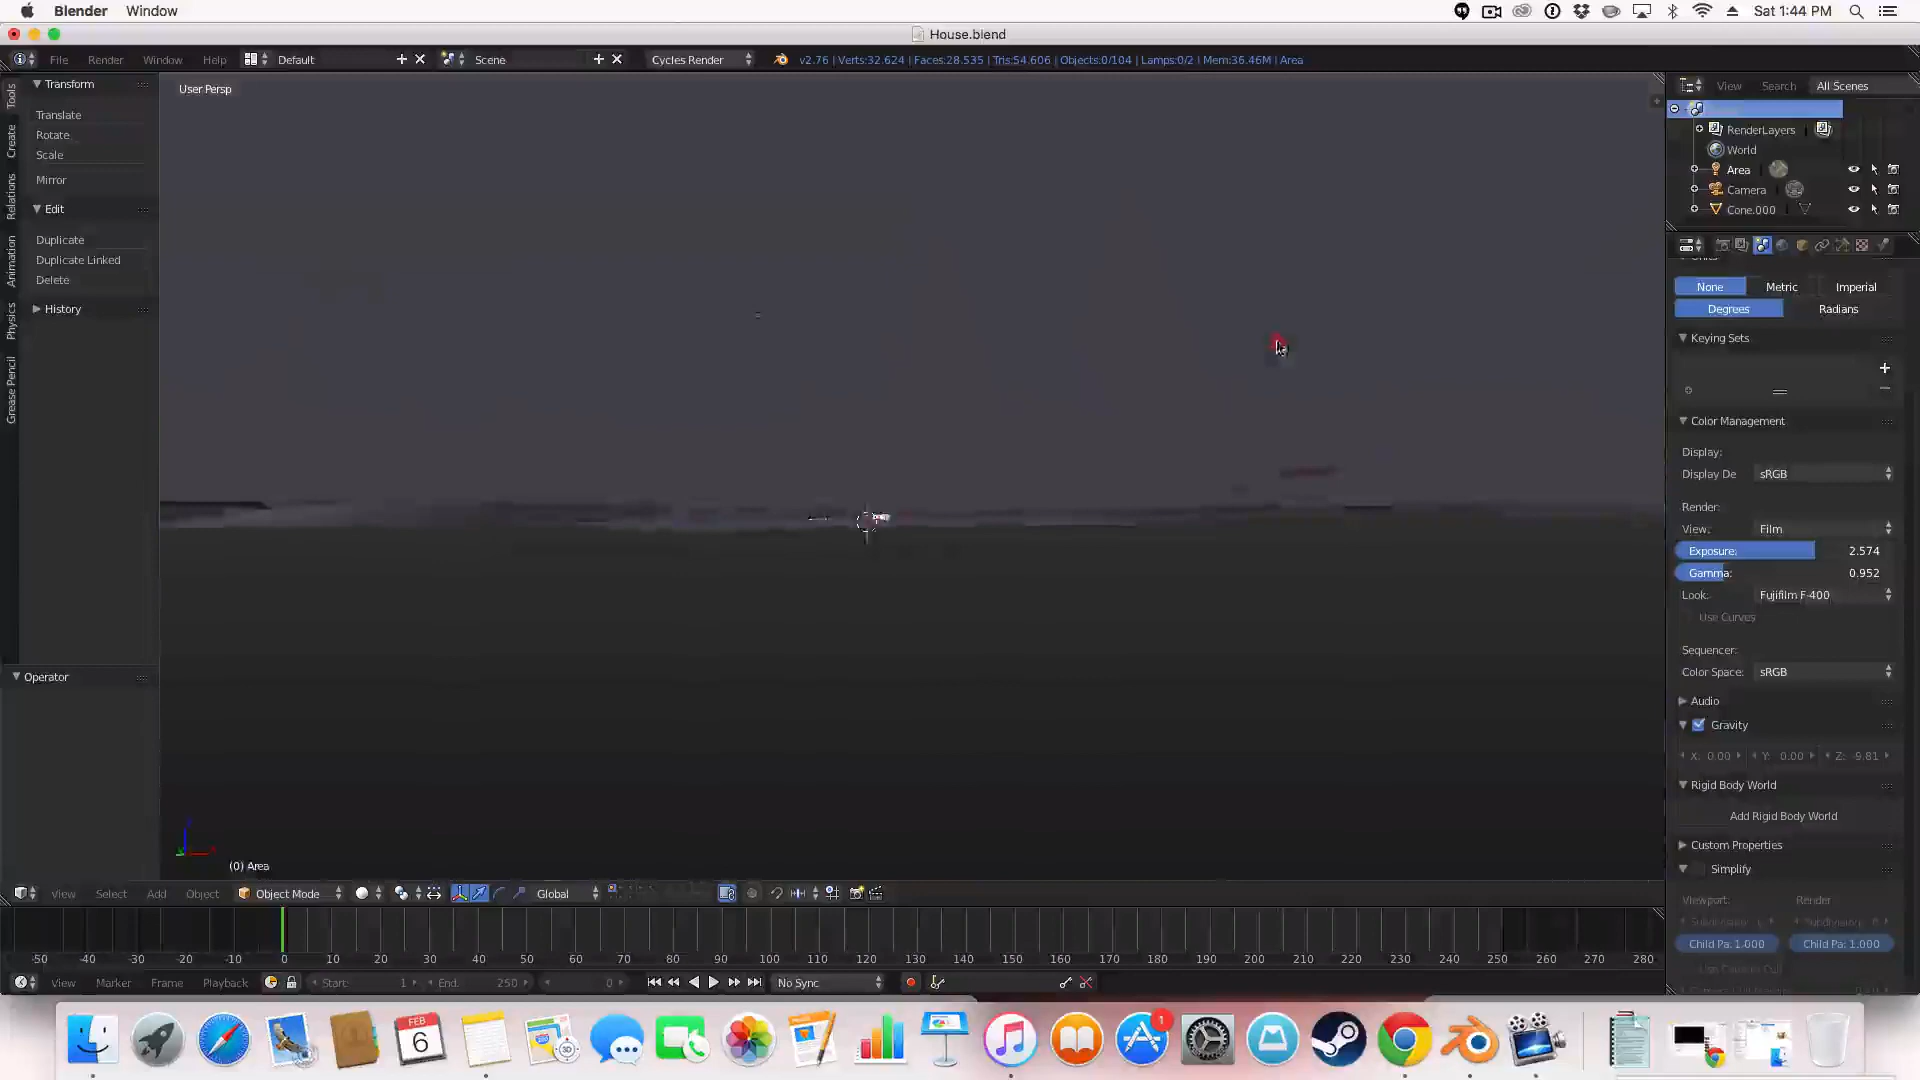 Blender Window
Sat 1:44 PM
House.blend
File Render Window Help
Default
Scene
Cycles Render
v2.76 | Verts:32.624 | Faces:28.535 | Tris:54.606 | Objects:0/104 | Lamps:0/2 | Mem:36.46M | Area
Tools
Create
Relations
Animation
Physics
Grease Pencil
Transform
Translate
Rotate
Scale
Mirror
Edit
Duplicate
Duplicate Linked
Delete
History
Operator
User Persp
(0) Area
View Search All Scenes
RenderLayers
World
Area
Camera
Cone.000
None Metric Imperial
Degrees Radians
Keying Sets
Color Management
Display:
Display De sRGB
Render:
View: Film
Exposure: 2.574
Gamma: 0.952
Look: Fujifilm F-400
Use Curves
Sequencer:
Color Space: sRGB
Audio
Gravity
X: 0.00 Y: 0.00 Z: -9.81
Rigid Body World
Add Rigid Body World
Custom Properties
Simplify
Viewport: Render
Child Pa: 1.000 Child Pa: 1.000
View Select Add Object Object Mode Global
-50 -40 -30 -20 -10 0 10 20 30 40 50 60 70 80 90 100 110 120 130 140 150 160 170 180 190 200 210 220 230 240 250 260 270 280
View Marker Frame Playback Start: 1 End: 250 0 No Sync
FEB
6
1